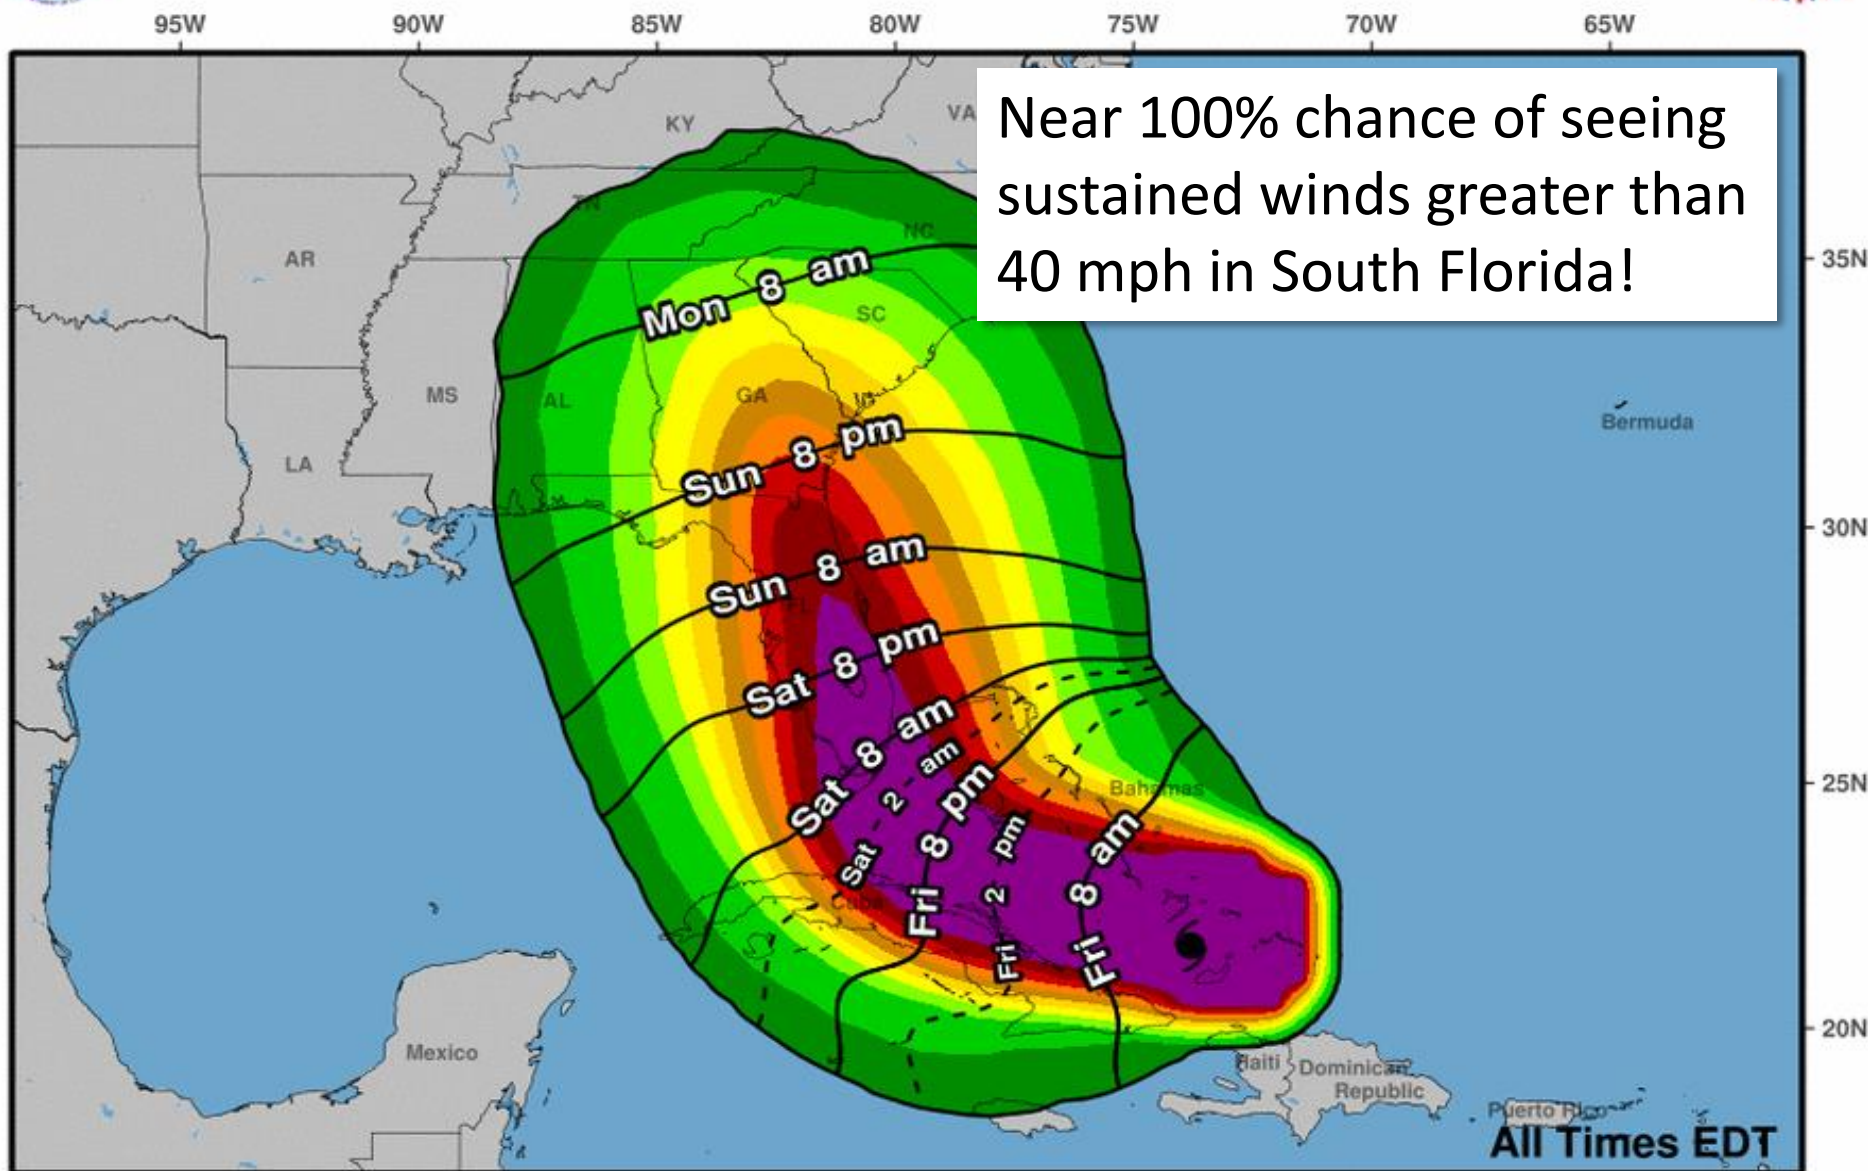 95W 90W 85W 80W 75W 70W 65W
Near 100% chance of seeing
sustained winds greater than
40 mph in South Florida!
KY
VA
TN
NC
35N
AR
Mon 8 am
SC
MS
AL
GA
Bermuda
LA
Sun 8 pm
30N
Sun 8 am
FL
Sat 8 pm
Sat 8 am
Sat 2 am
Fri 8 pm
Fri 2 pm
Fri 8 am
Bahamas
25N
Cuba
20N
Mexico
Haiti
Dominican
Republic
Puerto Rico
All Times EDT